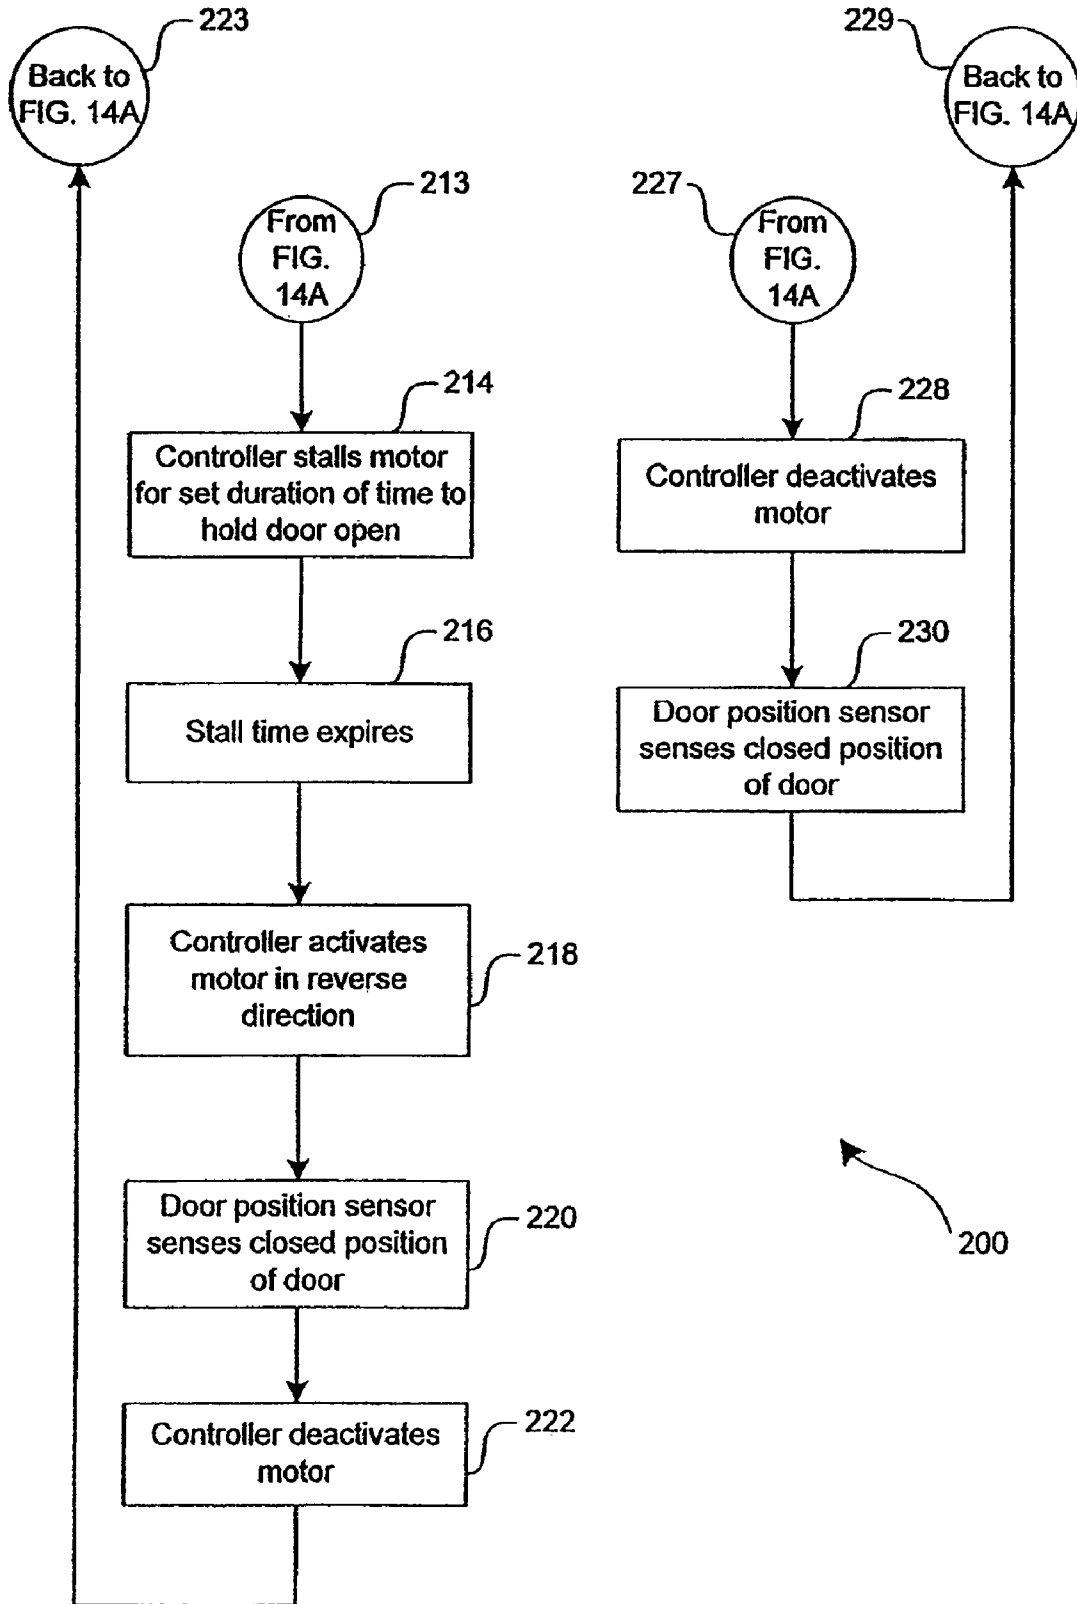 223
Back to
FIG. 14A
229
Back to
FIG. 14A
213
From
FIG.
14A
227
From
FIG.
14A
214
Controller stalls motor
for set duration of time to
hold door open
228
Controller deactivates
motor
216
Stall time expires
230
Door position sensor
senses closed position
of door
Controller activates
motor in reverse
direction
218
Door position sensor
senses closed position
of door
220
200
Controller deactivates
motor
222